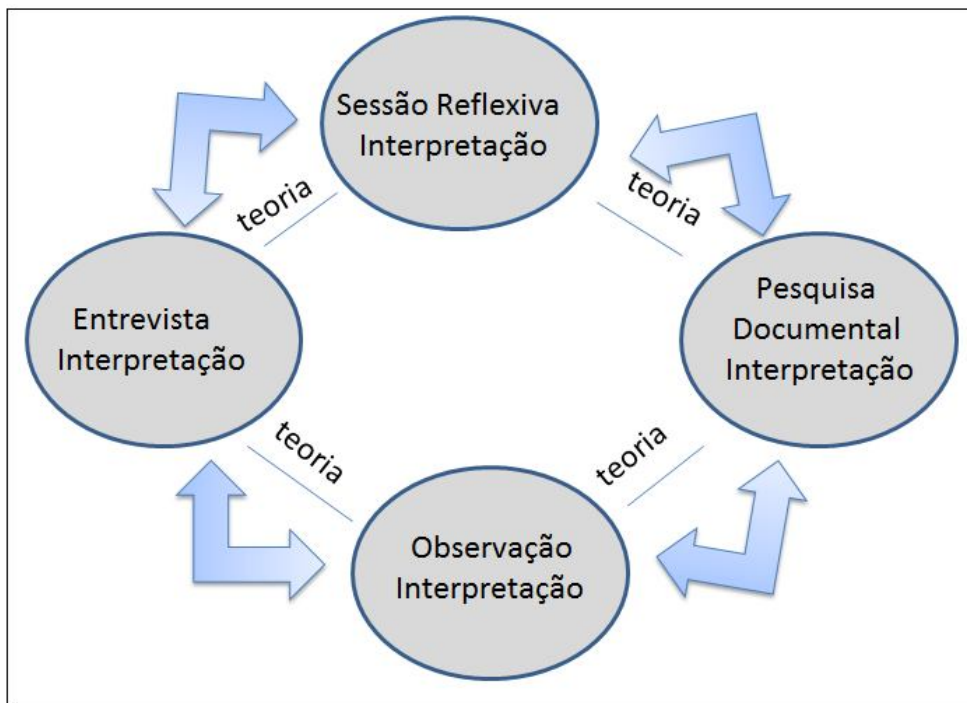 Sessão Reflexiva
Interpretação
teoria
teoria
Entrevista
Interpretação
Pesquisa
Documental
Interpretação
teoria
teoria
Observação
Interpretação